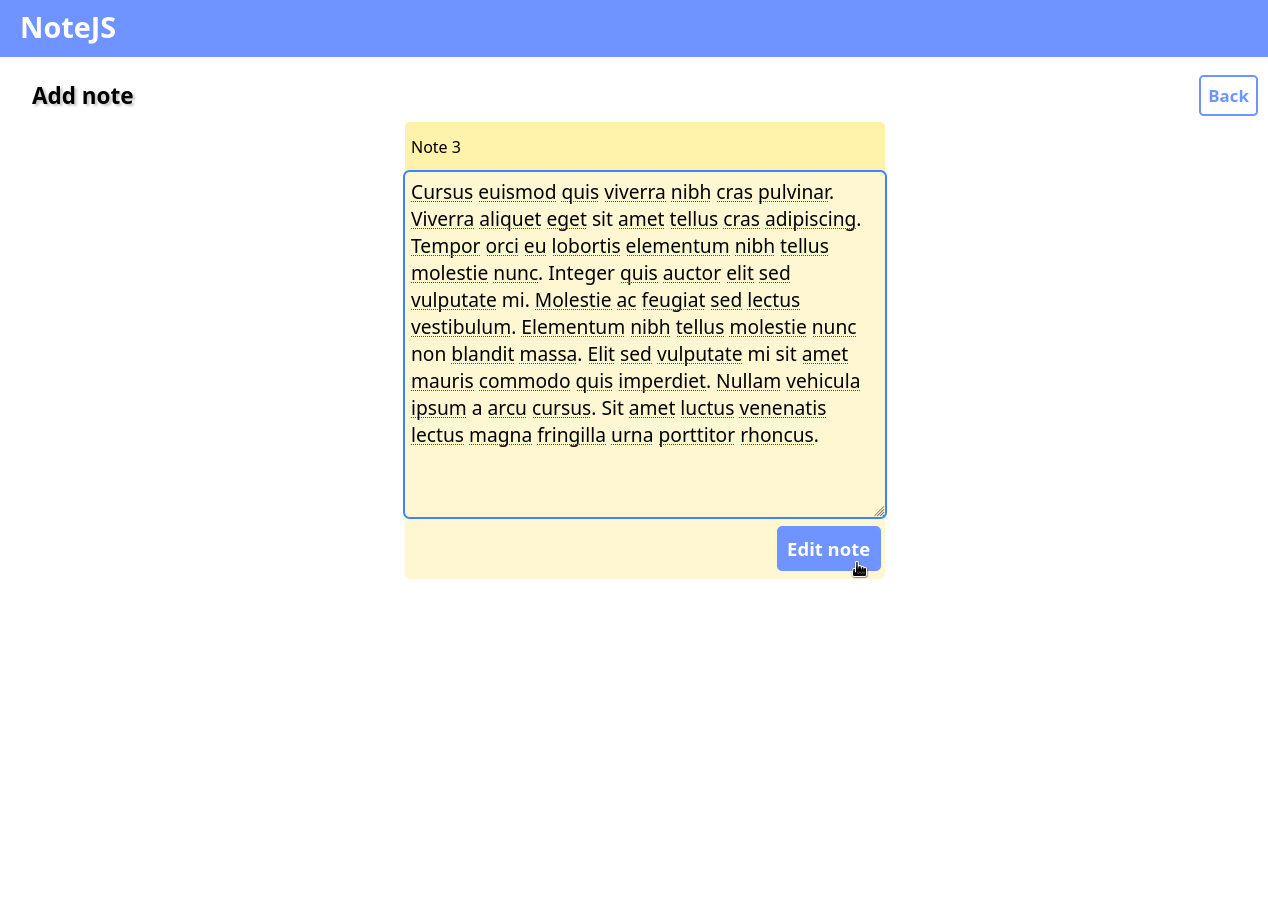 NoteJS
Add note
Back
Note 3
Cursus euismod quis viverra nibh cras pulvinar.
Viverra aliquet eget sit amet tellus cras adipiscing.
Tempor orci eu lobortis elementum nibh tellus
molestie nunc. Integer quis auctor elit sed
vulputate mi. Molestie ac feugiat sed lectus
vestibulum. Elementum nibh tellus molestie nunc
non blandit massa. Elit sed vulputate mi sit amet
mauris commodo quis imperdiet. Nullam vehicula
ipsum a arcu cursus. Sit amet luctus venenatis
lectus magna fringilla urna porttitor rhoncus.
Edit note